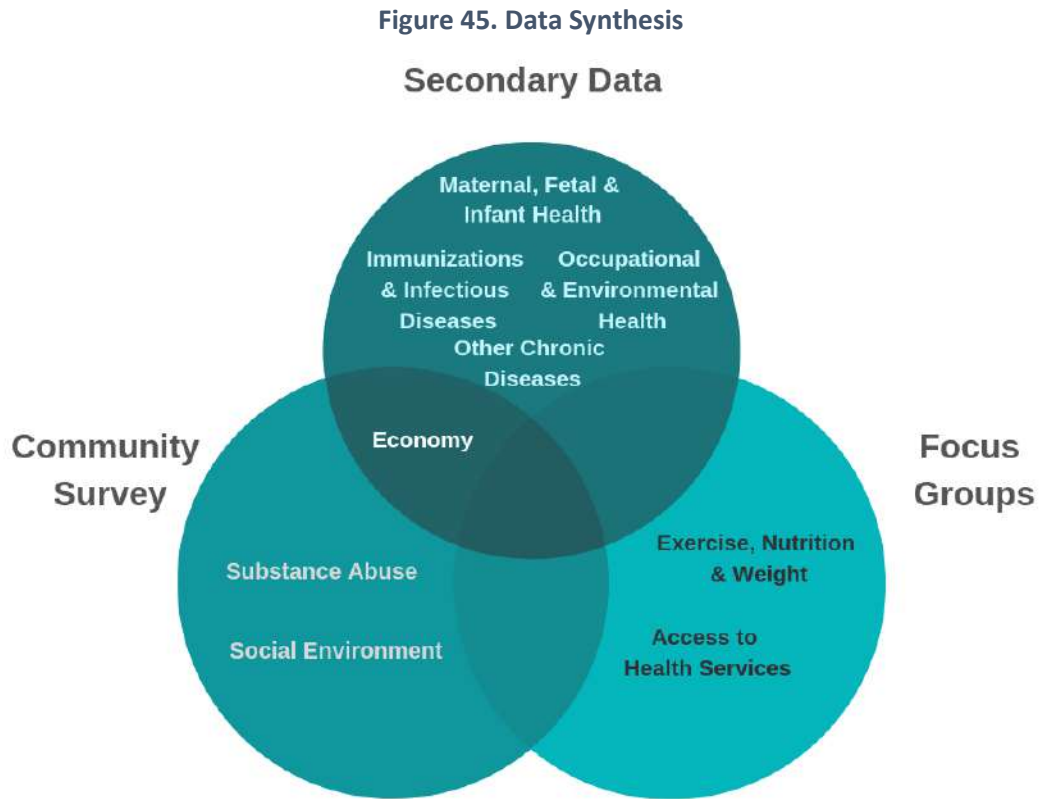 Figure 45. Data Synthesis
Secondary Data
Maternal, Fetal &
Infant Health
Immunizations
& Infectious
Diseases
Occupational
& Environmental
Health
Other Chronic
Diseases
Community
Survey
Economy
Focus
Groups
Substance Abuse
Social Environment
Exercise, Nutrition
& Weight
Access to
Health Services